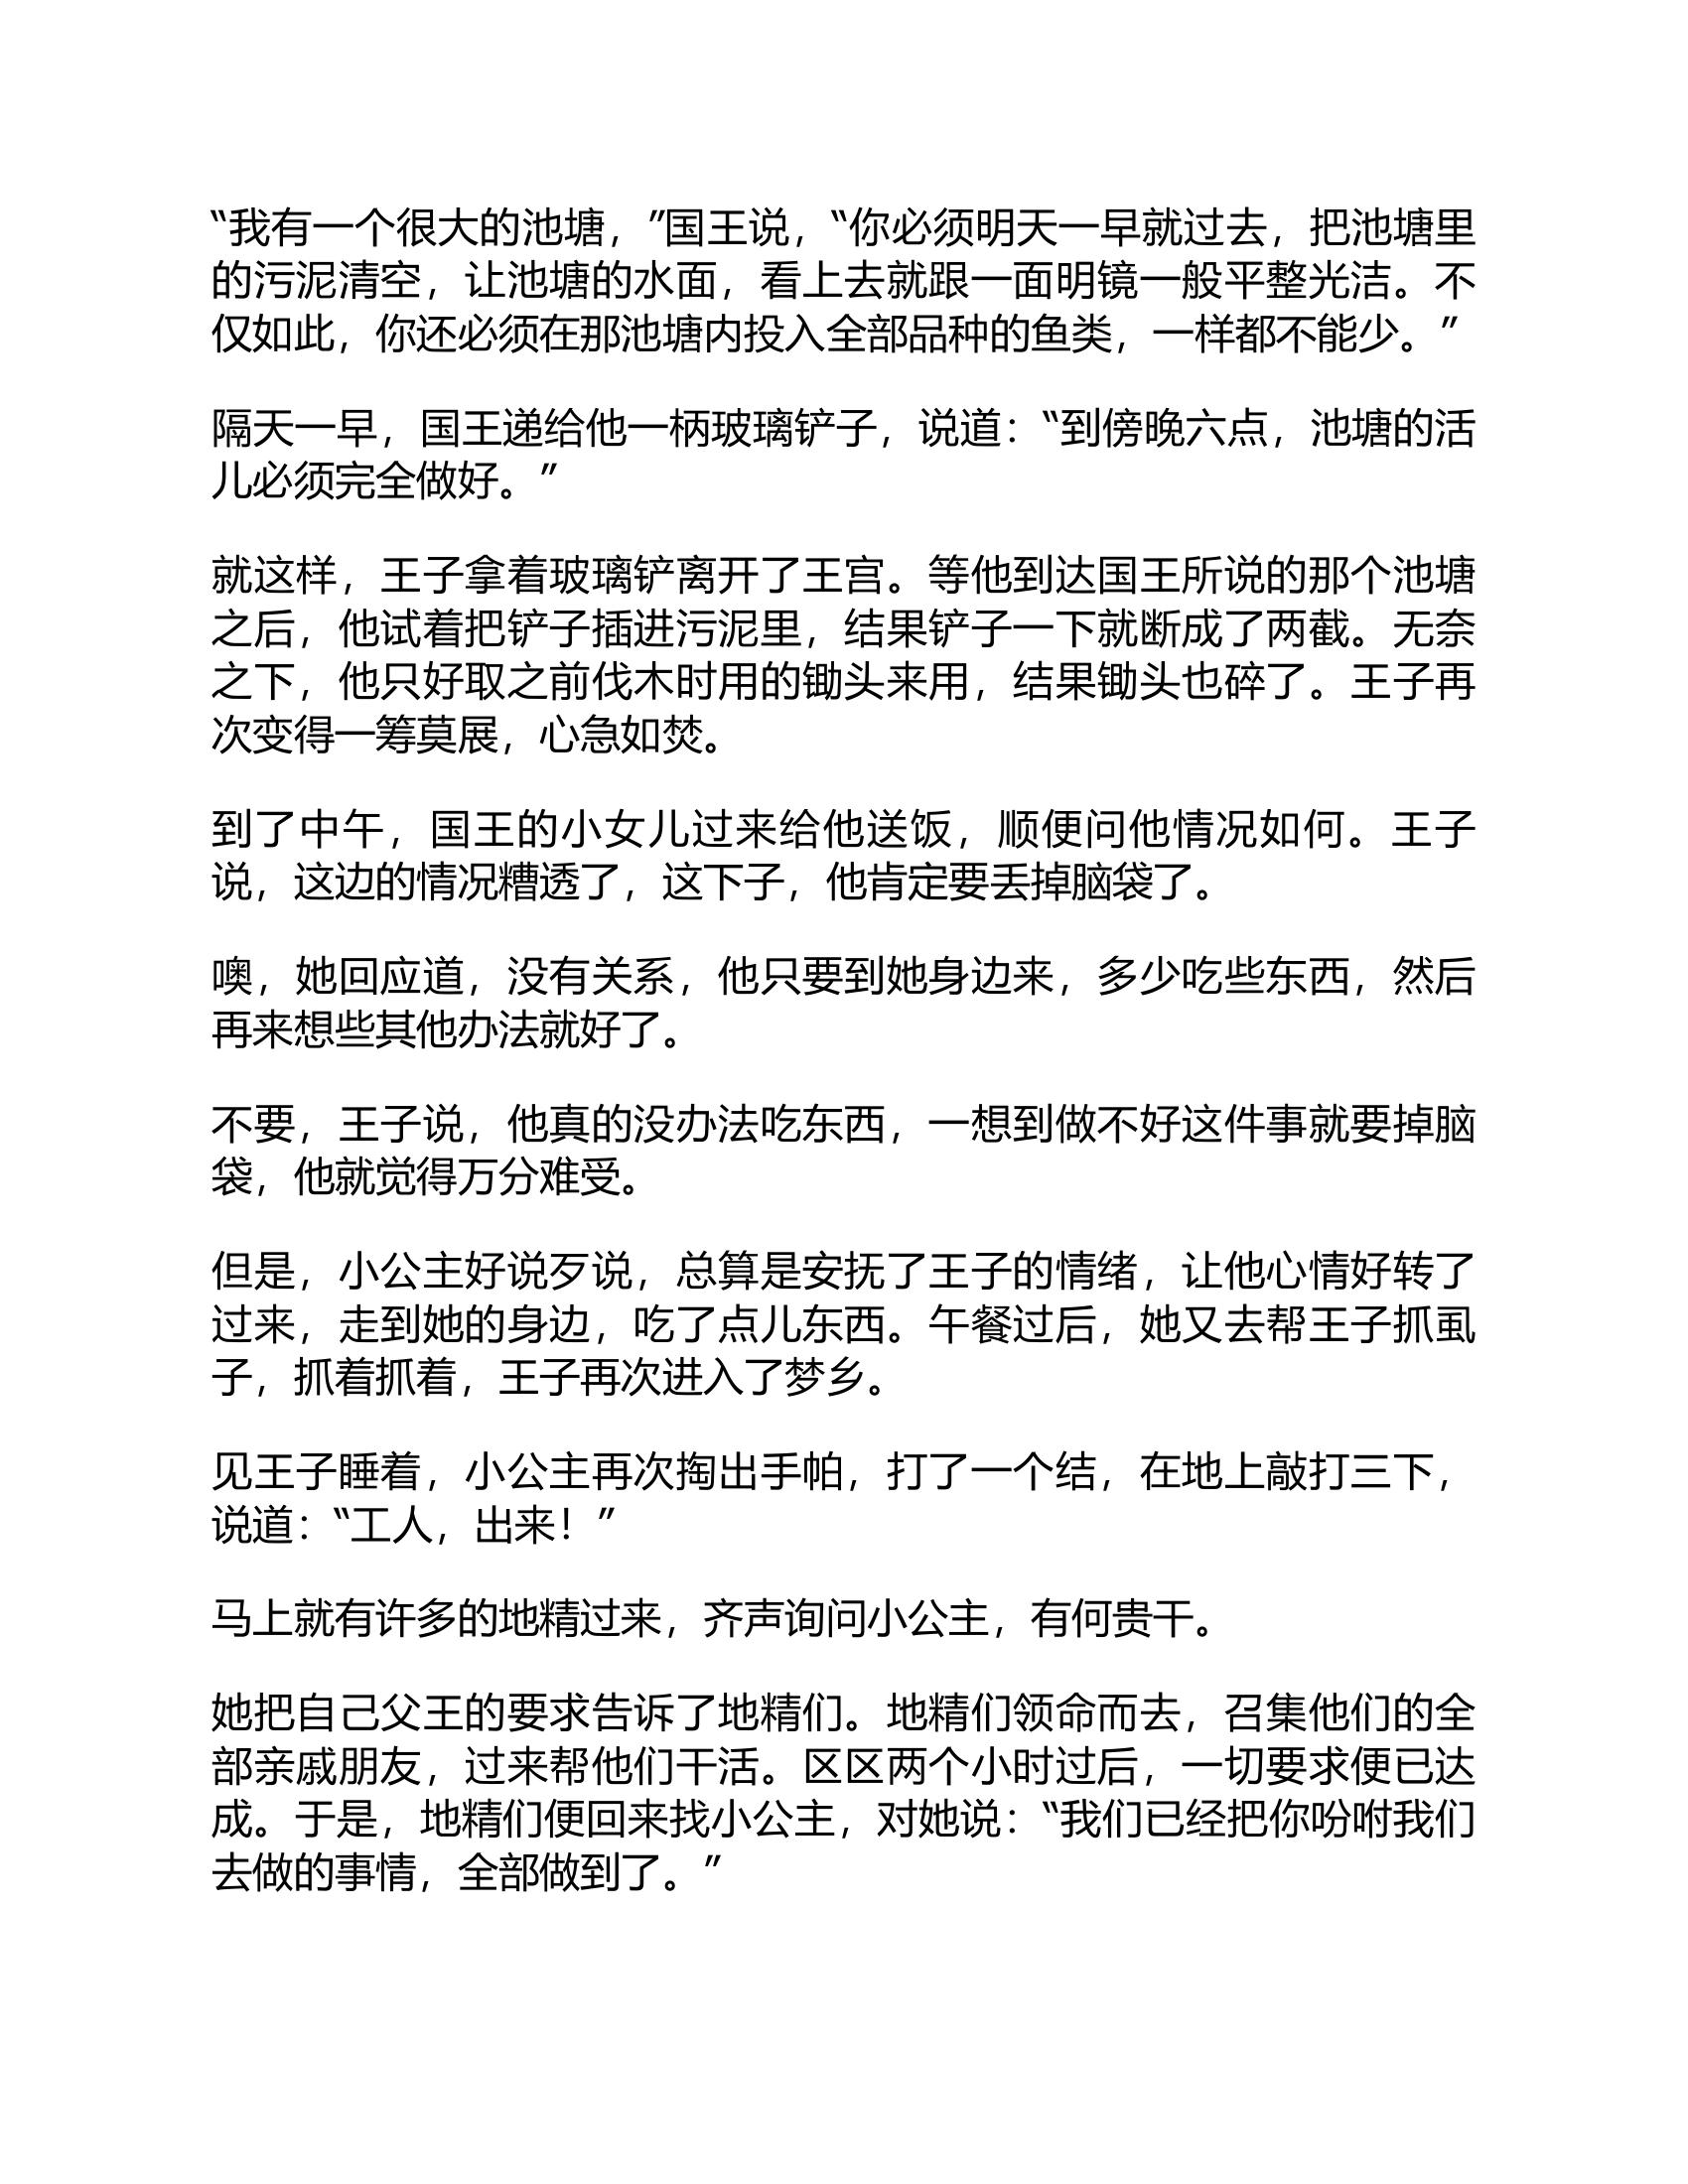 “我有一个很大的池塘，”国王说，“你必须明天一早就过去，把池塘里
的污泥清空，让池塘的水面，看上去就跟一面明镜一般平整光洁。不
仅如此，你还必须在那池塘内投入全部品种的鱼类，一样都不能少。”
隔天一早，国王递给他一柄玻璃铲子，说道：“到傍晚六点，池塘的活
儿必须完全做好。”
就这样，王子拿着玻璃铲离开了王宫。等他到达国王所说的那个池塘
之后，他试着把铲子插进污泥里，结果铲子一下就断成了两截。无奈
之下，他只好取之前伐木时用的锄头来用，结果锄头也碎了。王子再
次变得一筹莫展，心急如焚。
到了中午，国王的小女儿过来给他送饭，顺便问他情况如何。王子
说，这边的情况糟透了，这下子，他肯定要丢掉脑袋了。
噢，她回应道，没有关系，他只要到她身边来，多少吃些东西，然后
再来想些其他办法就好了。
不要，王子说，他真的没办法吃东西，一想到做不好这件事就要掉脑
袋，他就觉得万分难受。
但是，小公主好说歹说，总算是安抚了王子的情绪，让他心情好转了
过来，走到她的身边，吃了点儿东西。午餐过后，她又去帮王子抓虱
子，抓着抓着，王子再次进入了梦乡。
见王子睡着，小公主再次掏出手帕，打了一个结，在地上敲打三下，
说道：“工人，出来！”
马上就有许多的地精过来，齐声询问小公主，有何贵干。
她把自己父王的要求告诉了地精们。地精们领命而去，召集他们的全
部亲戚朋友，过来帮他们干活。区区两个小时过后，一切要求便已达
成。于是，地精们便回来找小公主，对她说：“我们已经把你吩咐我们
去做的事情，全部做到了。”